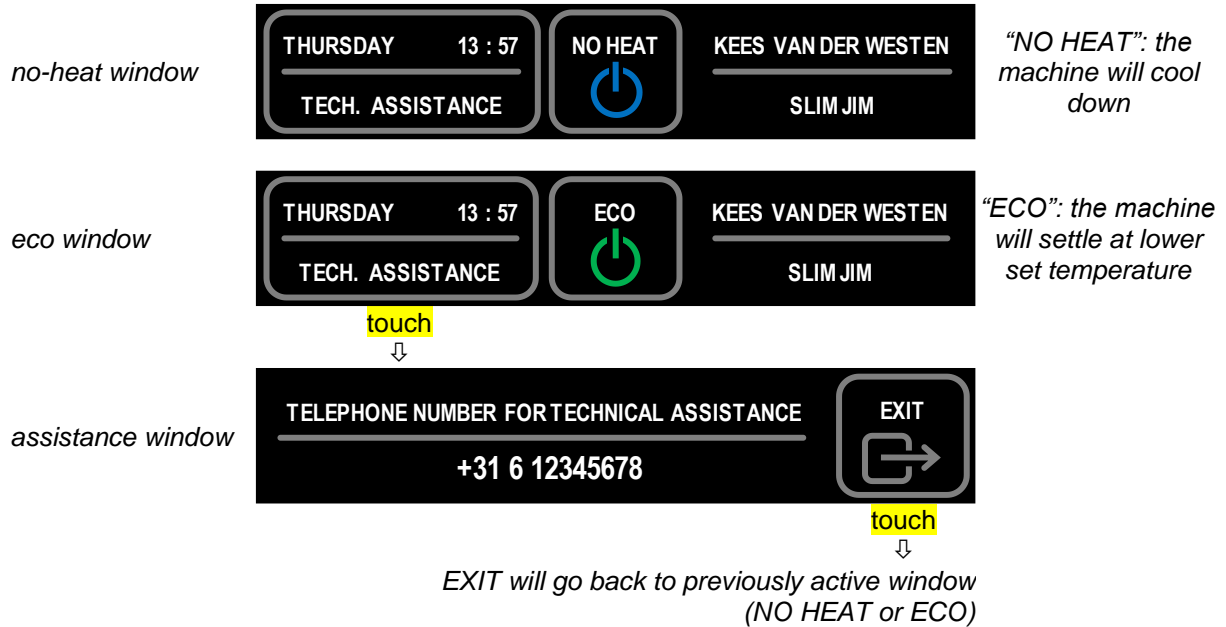 no-heat window
THURSDAY 13 : 57
TECH. ASSISTANCE
NO HEAT
KEES VAN DER WESTEN
SLIM JIM
“NO HEAT”: the
machine will cool
down
eco window
THURSDAY 13 : 57
TECH. ASSISTANCE
ECO
KEES VAN DER WESTEN
SLIM JIM
“ECO”: the machine
will settle at lower
set temperature
touch
⇩
assistance window
TELEPHONE NUMBER FOR TECHNICAL ASSISTANCE
+31 6 12345678
EXIT
touch
⇩
EXIT will go back to previously active window
(NO HEAT or ECO)